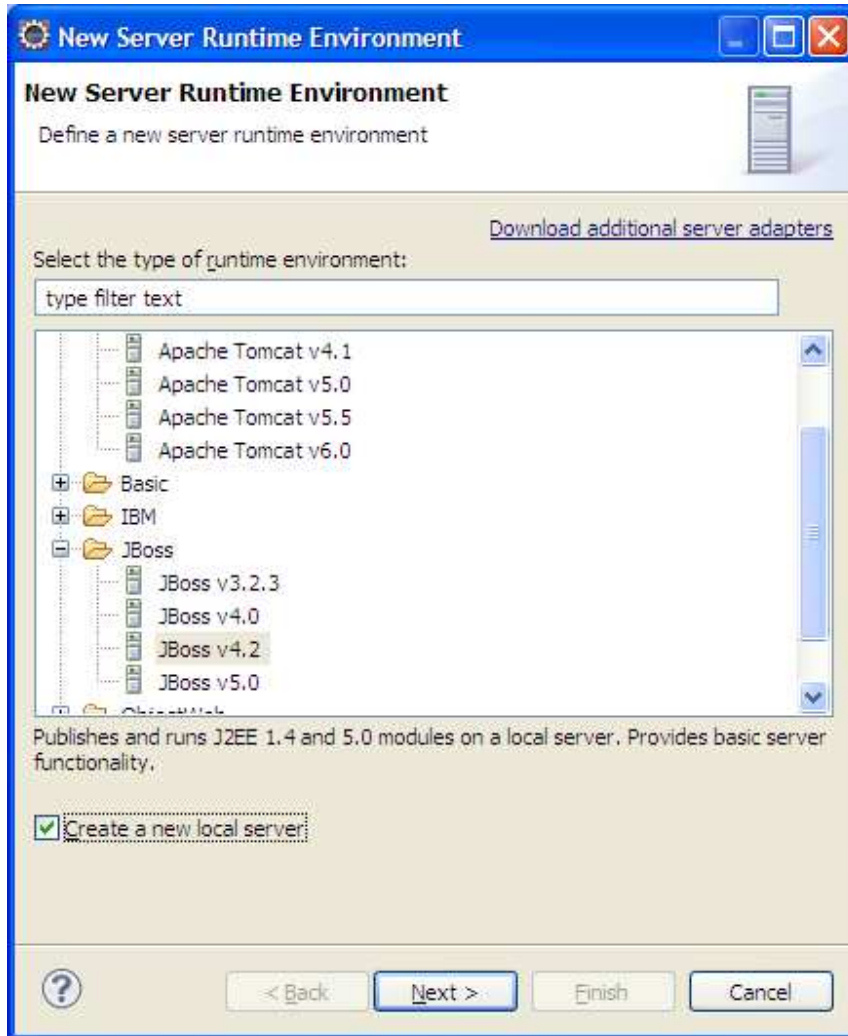 New Server Runtime Environment
New Server Runtime Environment
Define a new server runtime environment
Download additional server adapters
Select the type of runtime environment:
type filter text
Apache Tomcat v4.1
Apache Tomcat v5.0
Apache Tomcat v5.5
Apache Tomcat v6.0
Basic
IBM
JBoss
JBoss v3.2.3
JBoss v4.0
JBoss v4.2
JBoss v5.0
Publishes and runs J2EE 1.4 and 5.0 modules on a local server. Provides basic server
functionality.
Create a new local server
?
< Back
Next >
Finish
Cancel